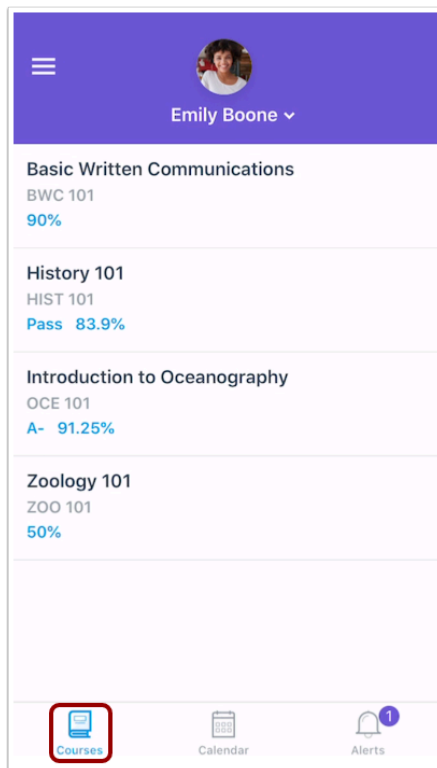 Emily Boone
Basic Written Communications
BWC 101
90%
History 101
HIST 101
Pass 83.9%
Introduction to Oceanography
OCE 101
A- 91.25%
Zoology 101
ZOO 101
50%
1
Courses Calendar Alerts